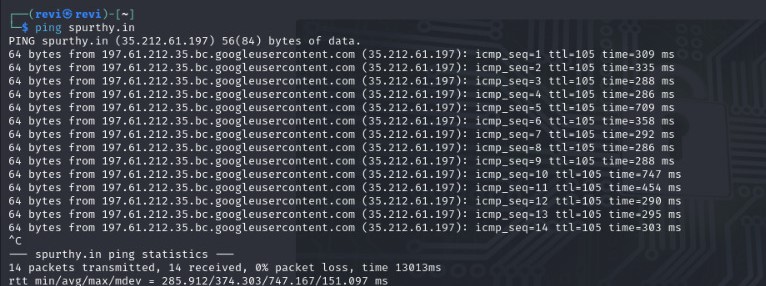 ┌──(revi㉿revi)-[~]
└─$ ping spurthy.in
PING spurthy.in (35.212.61.197) 56(84) bytes of data.
64 bytes from 197.61.212.35.bc.googleusercontent.com (35.212.61.197): icmp_seq=1 ttl=105 time=309 ms
64 bytes from 197.61.212.35.bc.googleusercontent.com (35.212.61.197): icmp_seq=2 ttl=105 time=335 ms
64 bytes from 197.61.212.35.bc.googleusercontent.com (35.212.61.197): icmp_seq=3 ttl=105 time=288 ms
64 bytes from 197.61.212.35.bc.googleusercontent.com (35.212.61.197): icmp_seq=4 ttl=105 time=286 ms
64 bytes from 197.61.212.35.bc.googleusercontent.com (35.212.61.197): icmp_seq=5 ttl=105 time=709 ms
64 bytes from 197.61.212.35.bc.googleusercontent.com (35.212.61.197): icmp_seq=6 ttl=105 time=358 ms
64 bytes from 197.61.212.35.bc.googleusercontent.com (35.212.61.197): icmp_seq=7 ttl=105 time=292 ms
64 bytes from 197.61.212.35.bc.googleusercontent.com (35.212.61.197): icmp_seq=8 ttl=105 time=286 ms
64 bytes from 197.61.212.35.bc.googleusercontent.com (35.212.61.197): icmp_seq=9 ttl=105 time=288 ms
64 bytes from 197.61.212.35.bc.googleusercontent.com (35.212.61.197): icmp_seq=10 ttl=105 time=747 ms
64 bytes from 197.61.212.35.bc.googleusercontent.com (35.212.61.197): icmp_seq=11 ttl=105 time=454 ms
64 bytes from 197.61.212.35.bc.googleusercontent.com (35.212.61.197): icmp_seq=12 ttl=105 time=290 ms
64 bytes from 197.61.212.35.bc.googleusercontent.com (35.212.61.197): icmp_seq=13 ttl=105 time=295 ms
64 bytes from 197.61.212.35.bc.googleusercontent.com (35.212.61.197): icmp_seq=14 ttl=105 time=303 ms
^C
--- spurthy.in ping statistics ---
14 packets transmitted, 14 received, 0% packet loss, time 13013ms
rtt min/avg/max/mdev = 285.912/374.303/747.167/151.097 ms